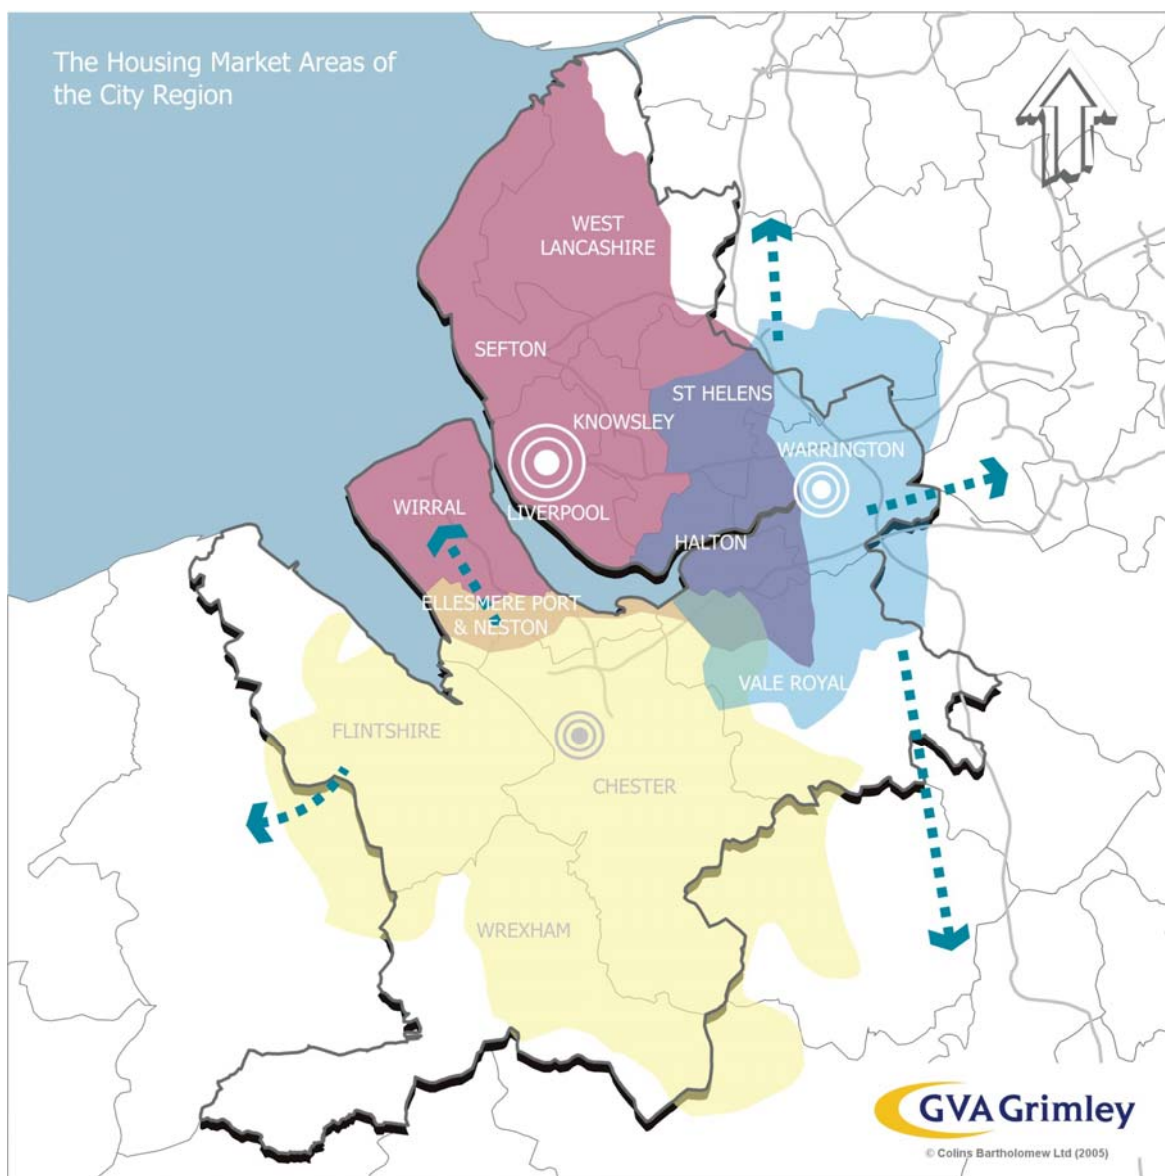 The Housing Market Areas of
the City Region
WEST
LANCASHIRE
SEFTON
ST HELENS
KNOWSLEY
WARRINGTON
WIRRAL
LIVERPOOL
HALTON
ELLESMERE PORT
& NESTON
VALE ROYAL
FLINTSHIRE
CHESTER
WREXHAM
GVA Grimley
© Colins Bartholomew Ltd (2005)